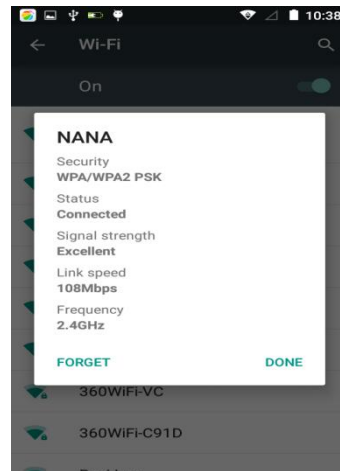 10:38
Wi-Fi
On
NANA
Security
WPA/WPA2 PSK
Status
Connected
Signal strength
Excellent
Link speed
108Mbps
Frequency
2.4GHz
FORGET DONE
360WiFi-VC
360WiFi-C91D